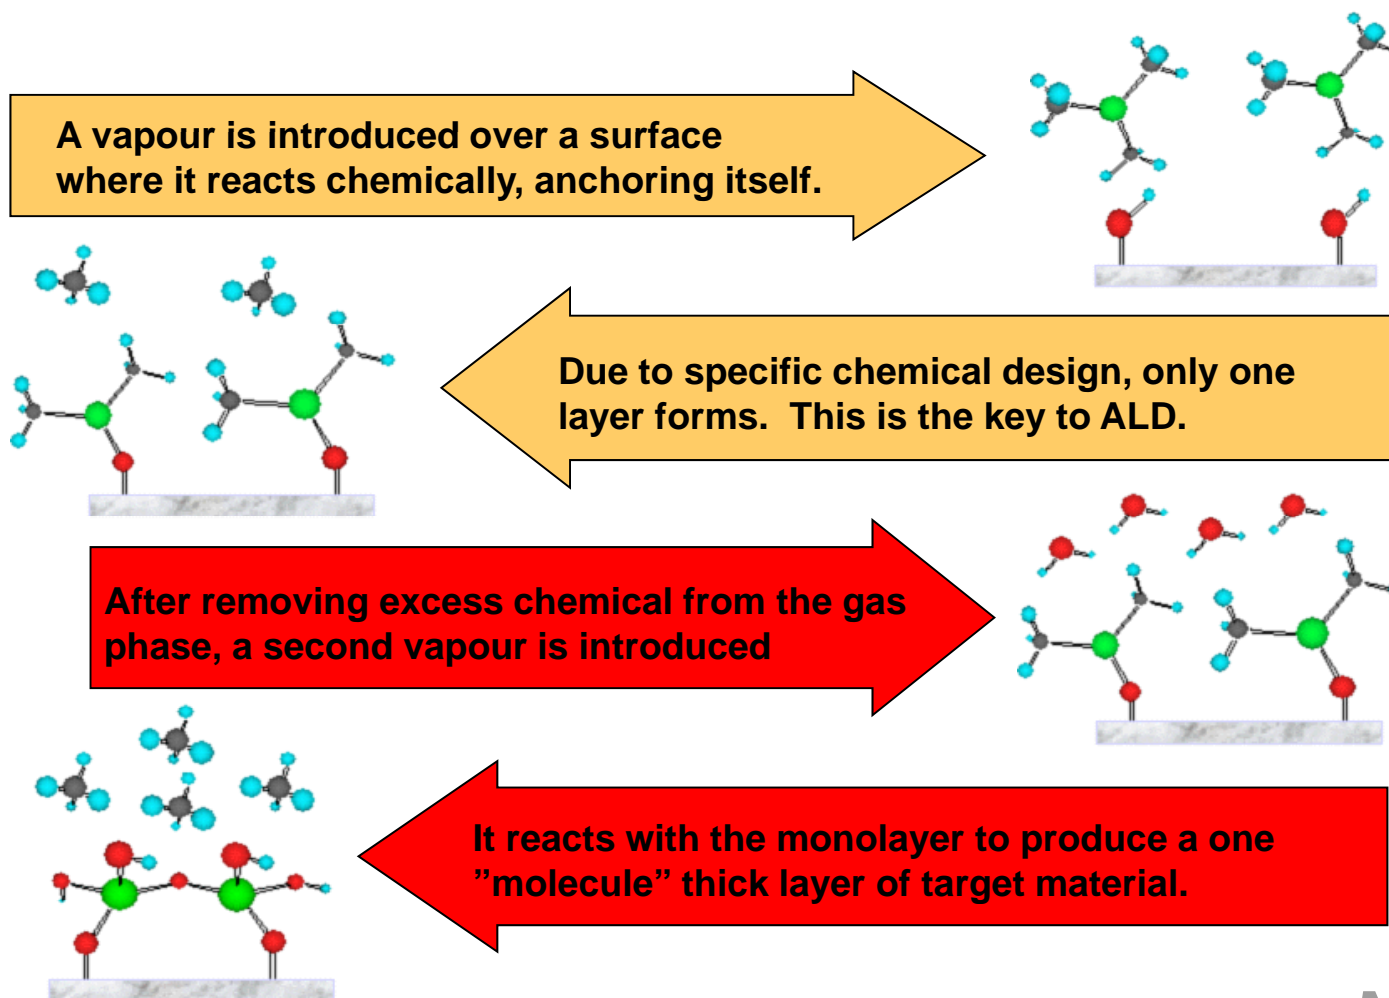 A vapour is introduced over a surface
where it reacts chemically, anchoring itself.
Due to specific chemical design, only one
layer forms.  This is the key to ALD.
After removing excess chemical from the gas
phase, a second vapour is introduced
It reacts with the monolayer to produce a one
”molecule” thick layer of target material.